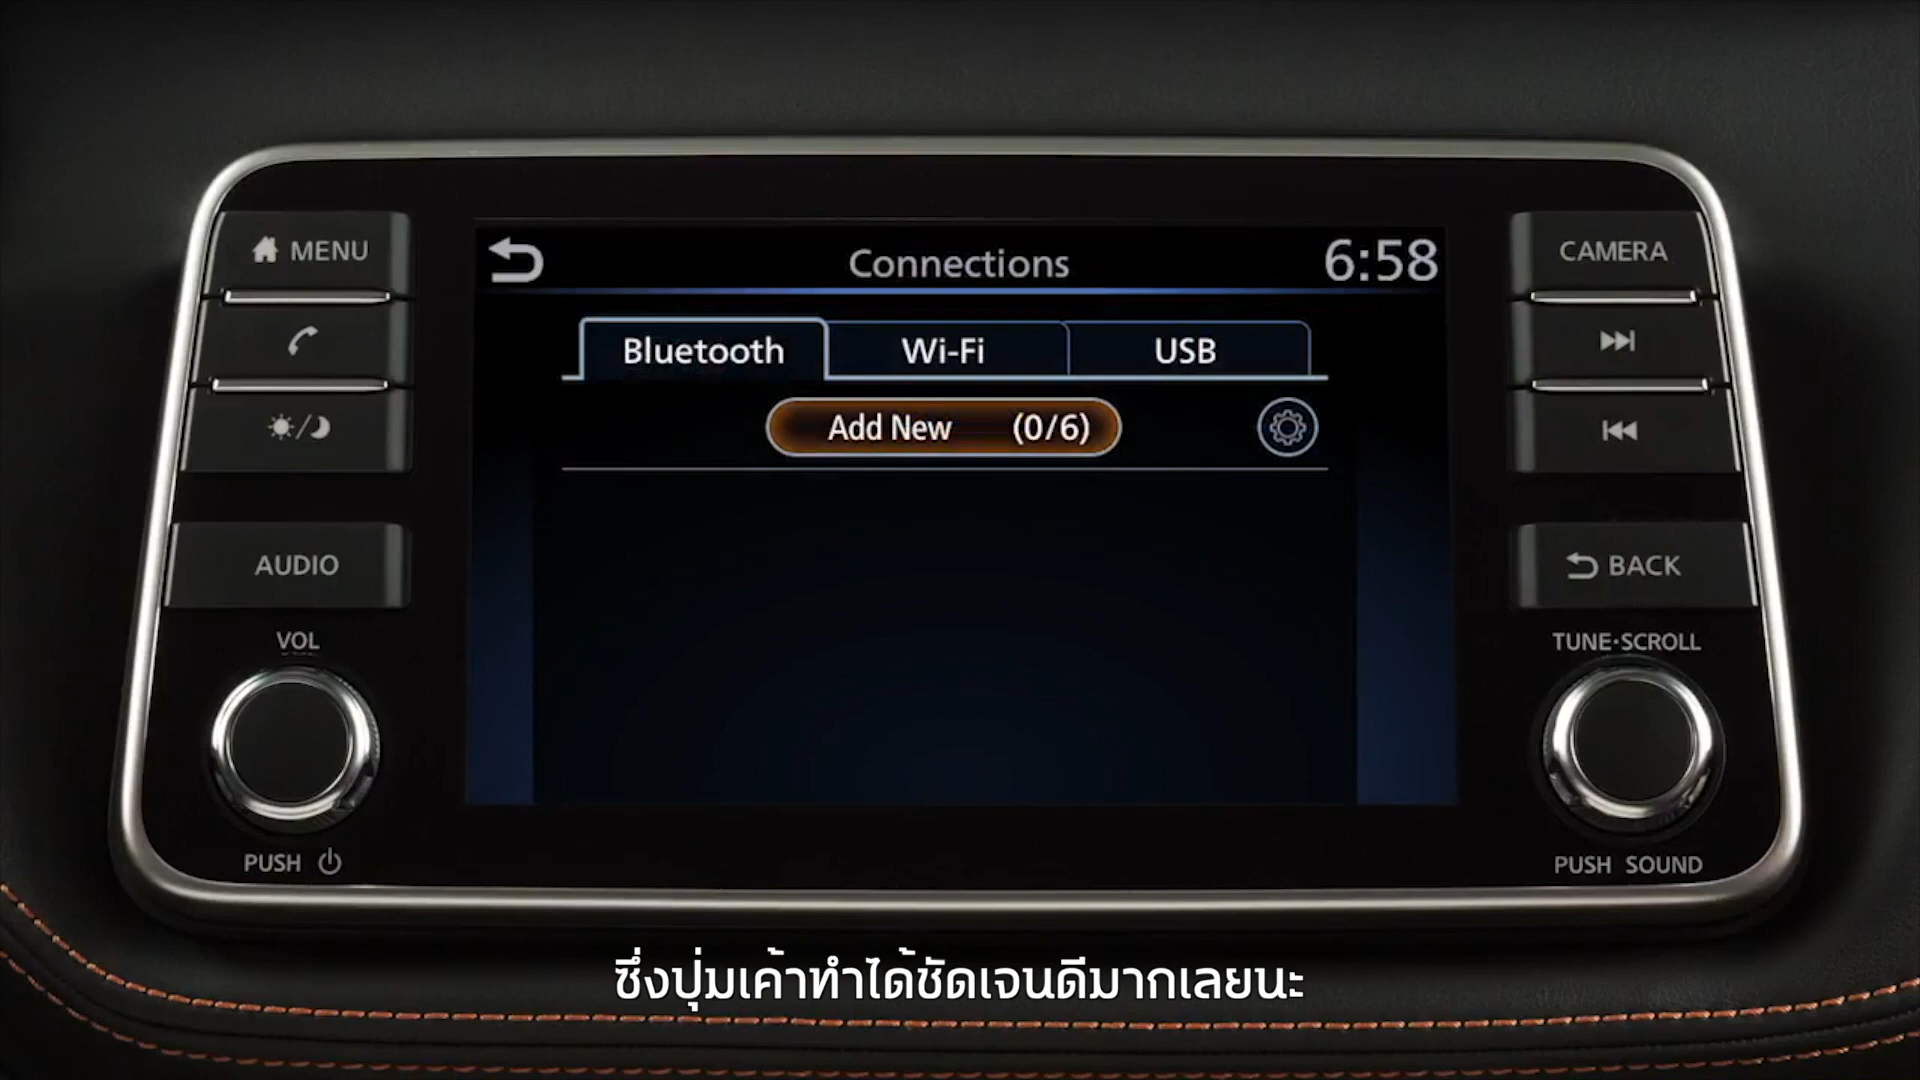 MENU
CAMERA
Connections
6:58
Bluetooth
Wi-Fi
USB
Add New (0/6)
AUDIO
BACK
VOL
TUNE·SCROLL
PUSH
PUSH SOUND
ซึ่งปุ่มเค้าทำได้ชัดเจนดีมากเลยนะ